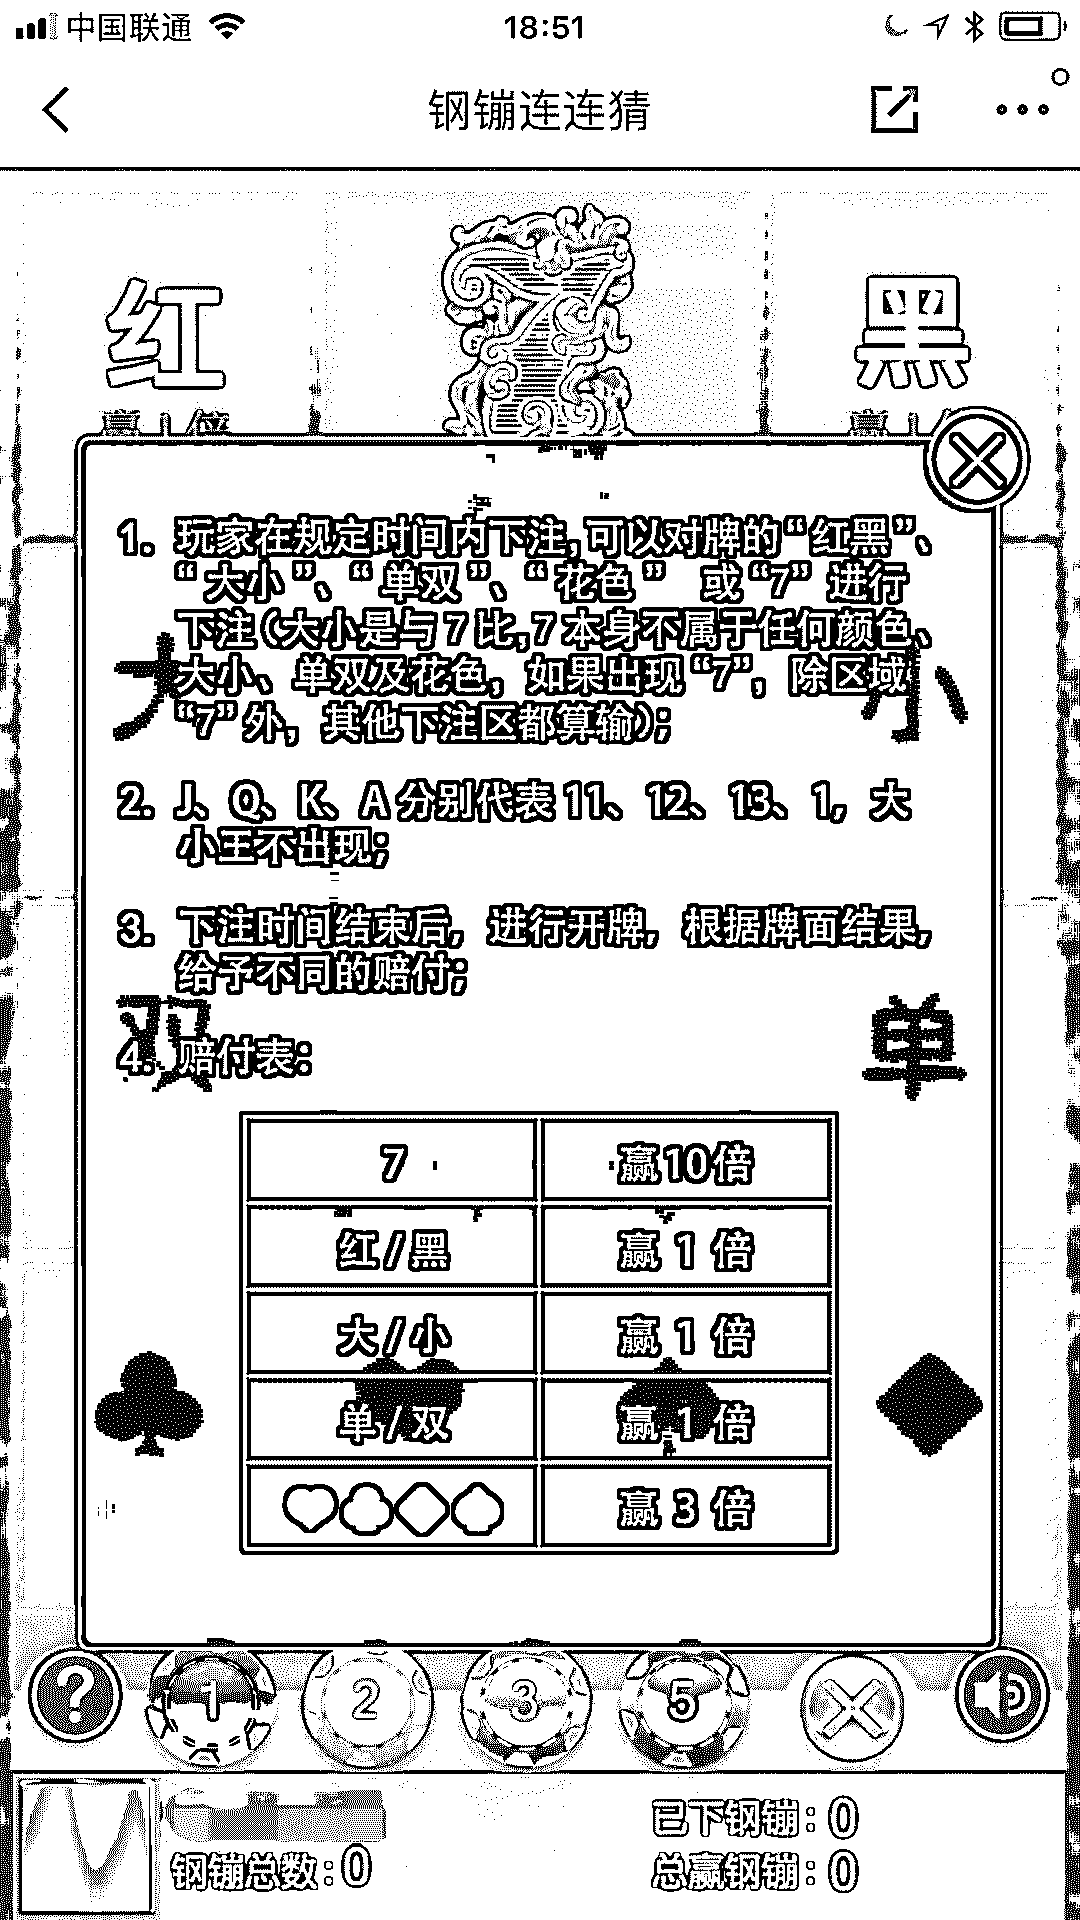 中国联通
18:51
钢镚连连猜
红
黑
1. 玩家在规定时间内下注,可以对牌的“红黑”、
“大小”、“单双”、“花色” 或“7” 进行
下注(大小是与7比,7本身不属于任何颜色、
大小、单双及花色，如果出现“7”，除区域
“7”外，其他下注区都算输);
大
小
2. J、Q、K、A 分别代表 11、12、13、1，大
小王不出现;
3. 下注时间结束后，进行开牌，根据牌面结果,
给予不同的赔付;
双
单
4. 赔付表:
7 赢10倍
红/黑 赢 1 倍
大/小 赢 1 倍
单/双 赢 1 倍
赢 3 倍
? 1 2 3 5
已下钢镚:0
钢镚总数:0
总赢钢镚:0